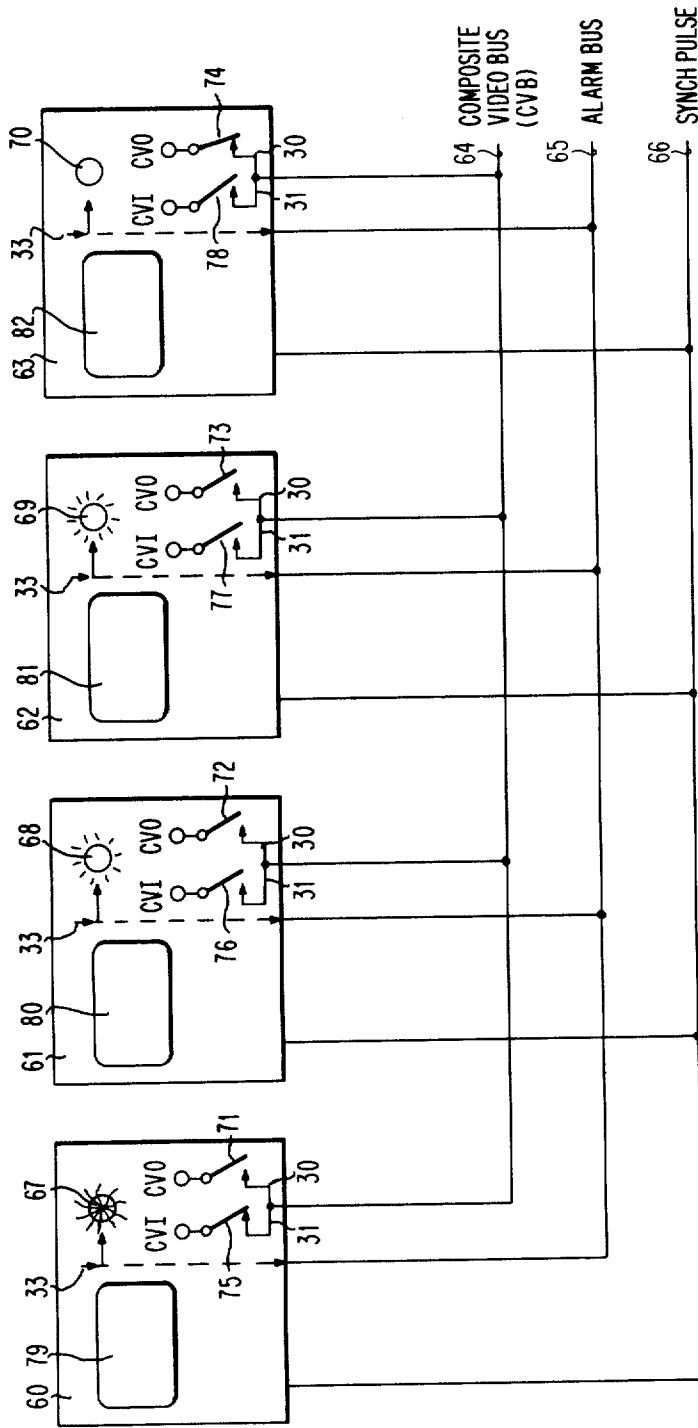 60
79
33
67
CVI
CVO
71
75
31
30
61
80
33
68
CVI
CVO
72
76
31
30
62
81
33
69
CVI
CVO
73
77
31
30
63
82
33
70
CVI
CVO
74
78
31
30
COMPOSITE
VIDEO BUS
(CVB)
64
ALARM BUS
65
SYNCH PULSE
66